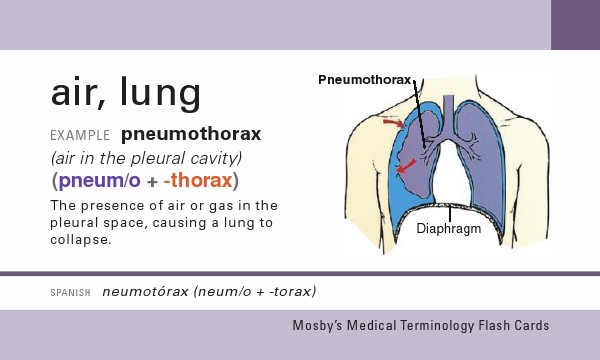 air, lung
EXAMPLE pneumothorax
(air in the pleural cavity)
(pneum/o + -thorax)
The presence of air or gas in the
pleural space, causing a lung to
collapse.
Pneumothorax
Diaphragm
SPANISH neumotórax (neum/o + -torax)
Mosby's Medical Terminology Flash Cards